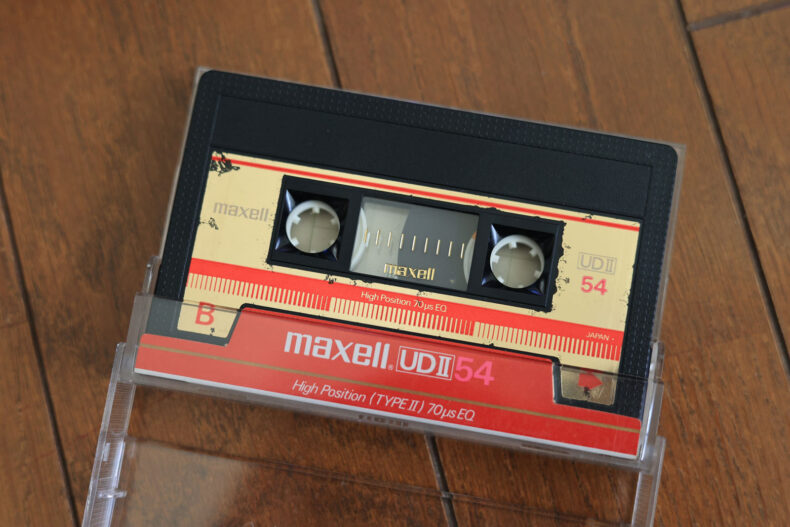 maxell
maxell
UDII
54
High Position 70μs EQ
B
JAPAN
maxell UDII 54
High Position (TYPE II) 70μs EQ